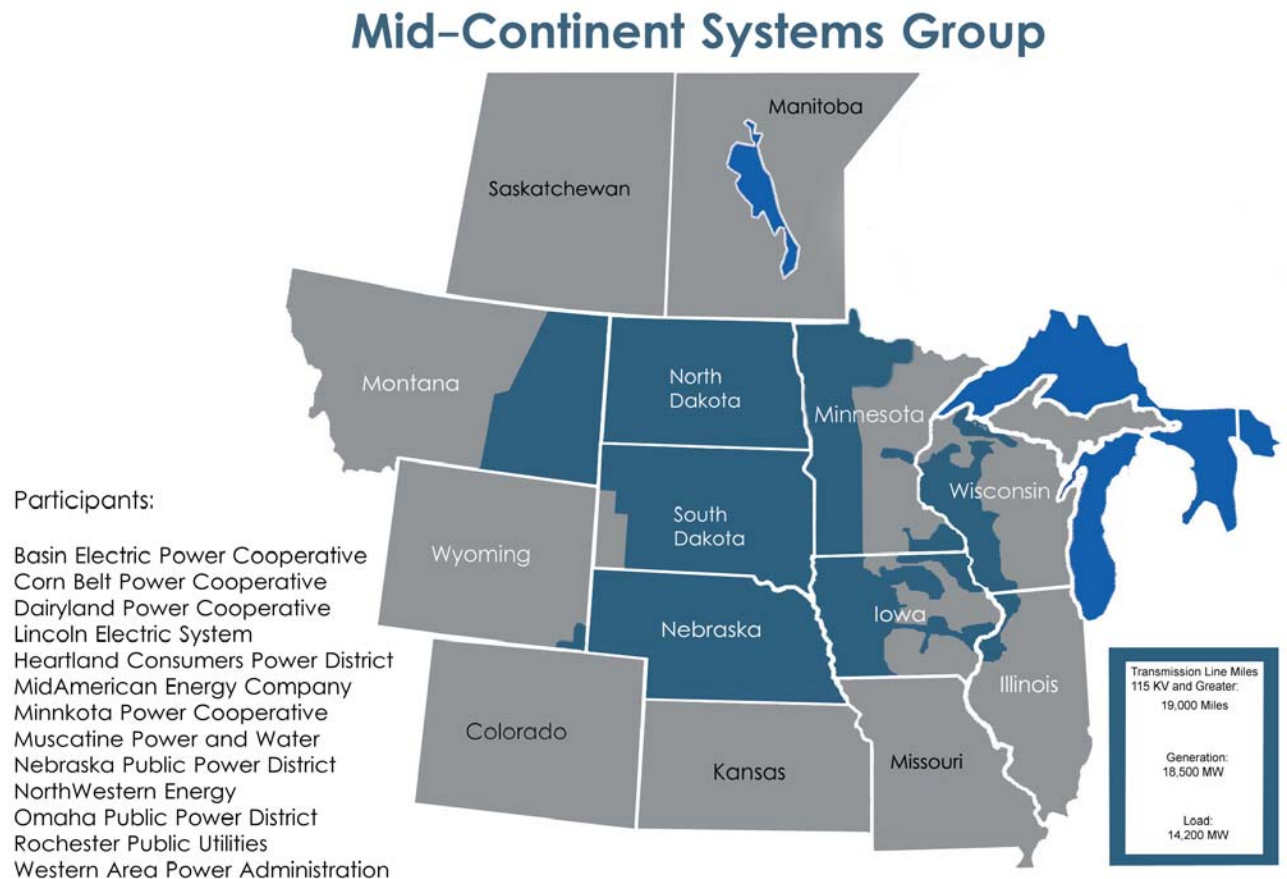 Mid-Continent Systems Group
Manitoba
Saskatchewan
Montana
North
Dakota
Minnesota
Wisconsin
South
Dakota
Wyoming
Nebraska
Iowa
Illinois
Colorado
Kansas
Missouri
Participants:
Basin Electric Power Cooperative
Corn Belt Power Cooperative
Dairyland Power Cooperative
Lincoln Electric System
Heartland Consumers Power District
MidAmerican Energy Company
Minnkota Power Cooperative
Muscatine Power and Water
Nebraska Public Power District
NorthWestern Energy
Omaha Public Power District
Rochester Public Utilities
Western Area Power Administration
Transmission Line Miles
115 KV and Greater:
19,000 Miles
Generation:
18,500 MW
Load:
14,200 MW